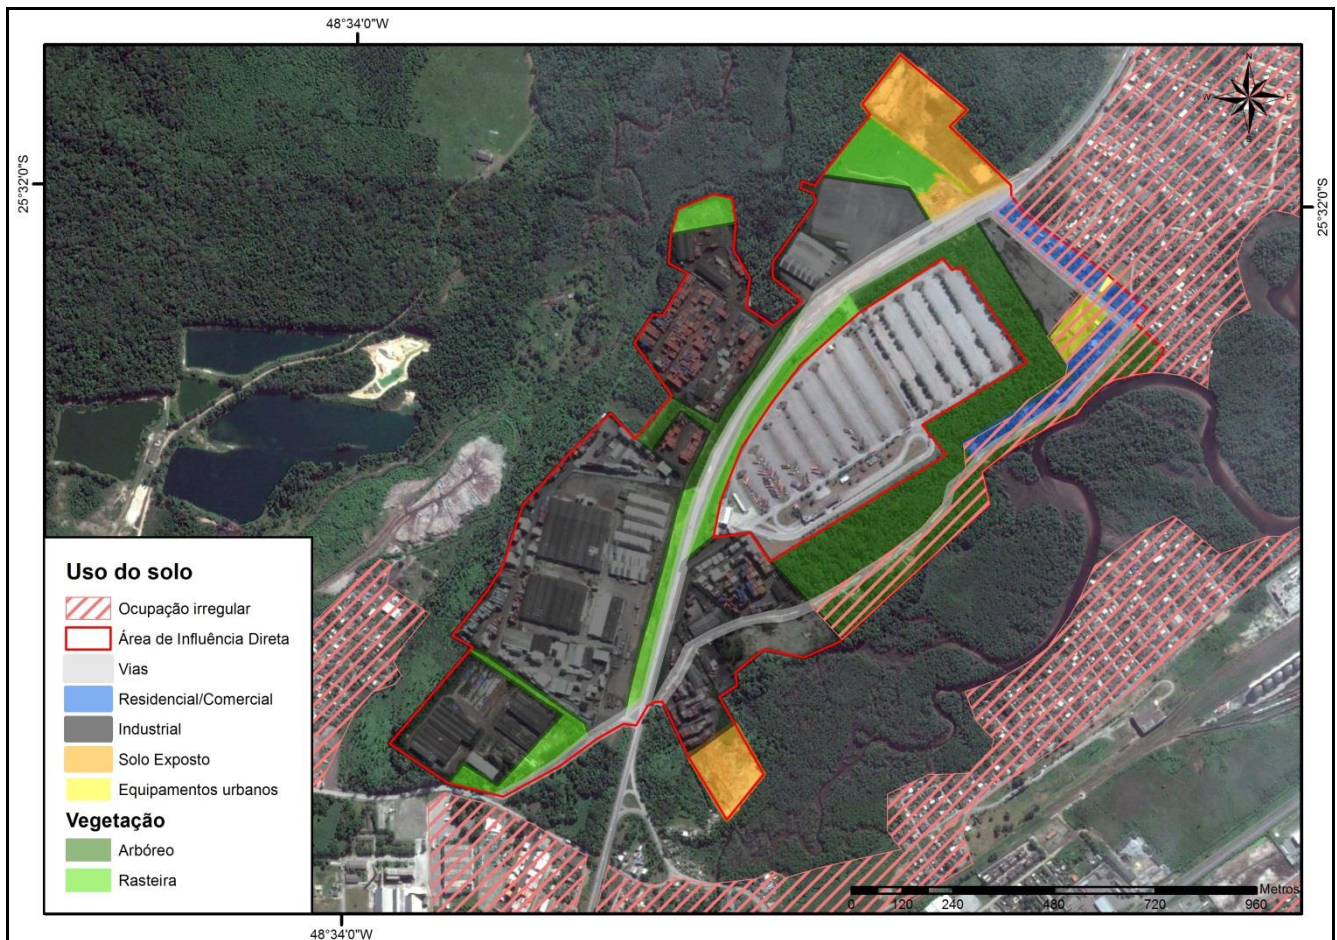 48°34'0"W
N
W
E
S
25°32'0"S
25°32'0"S
Uso do solo
Ocupação irregular
Área de Influência Direta
Vias
Residencial/Comercial
Industrial
Solo Exposto
Equipamentos urbanos
Vegetação
Arbóreo
Rasteira
Metros
0 120 240 480 720 960
48°34'0"W